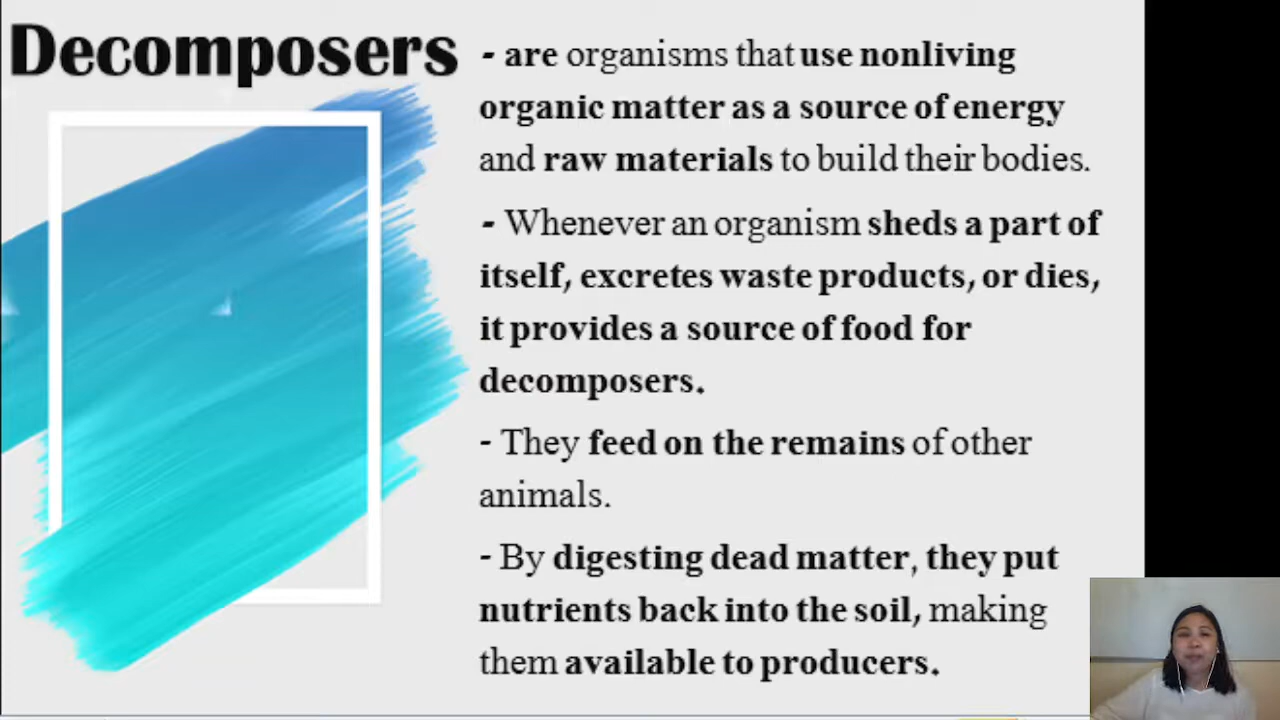 Decomposers
- are organisms that use nonliving
organic matter as a source of energy
and raw materials to build their bodies.
- Whenever an organism sheds a part of
itself, excretes waste products, or dies,
it provides a source of food for
decomposers.
- They feed on the remains of other
animals.
- By digesting dead matter, they put
nutrients back into the soil, making
them available to producers.